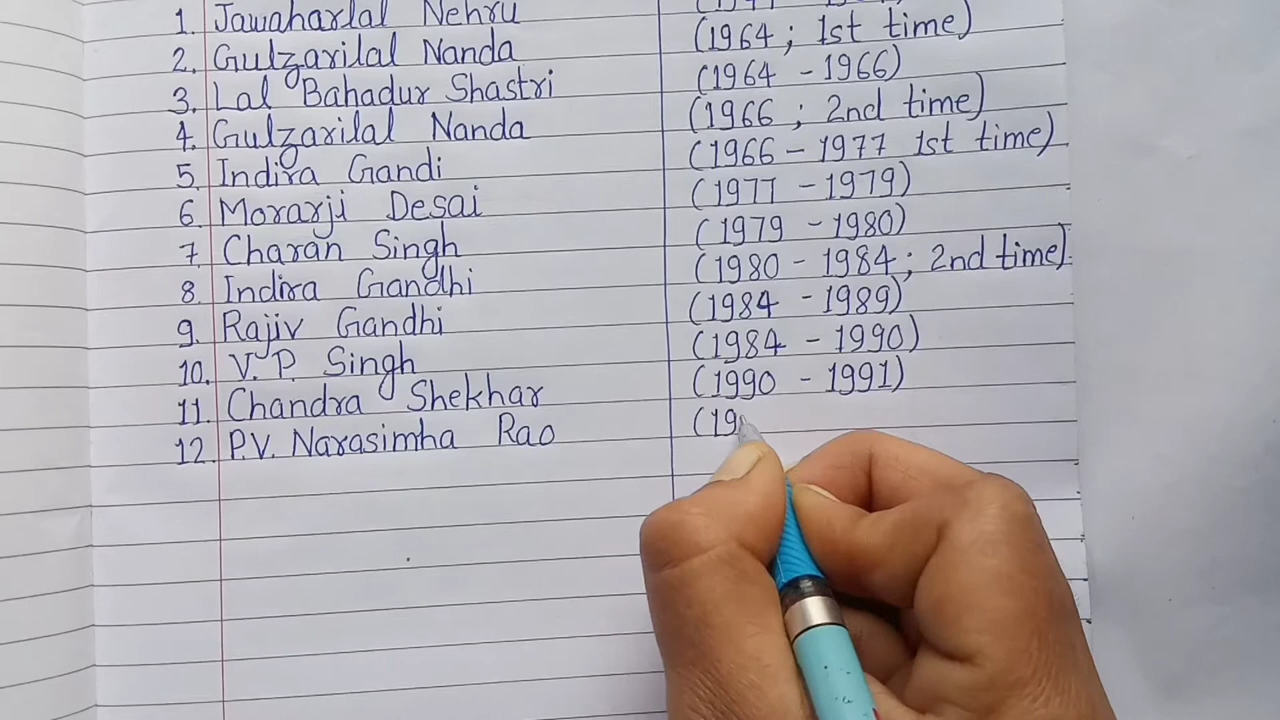 1. Jawaharlal Nehru
2. Gulzarilal Nanda (1964; 1st time)
3. Lal Bahadur Shastri (1964 - 1966)
4. Gulzarilal Nanda (1966; 2nd time)
5. Indira Gandi (1966 - 1977 1st time)
6. Morarji Desai (1977 - 1979)
7. Charan Singh (1979 - 1980)
8. Indira Gandhi (1980 - 1984; 2nd time)
9. Rajiv Gandhi (1984 - 1989)
10. V. P. Singh (1984 - 1990)
11. Chandra Shekhar (1990 - 1991)
12. P.V. Narasimha Rao (19